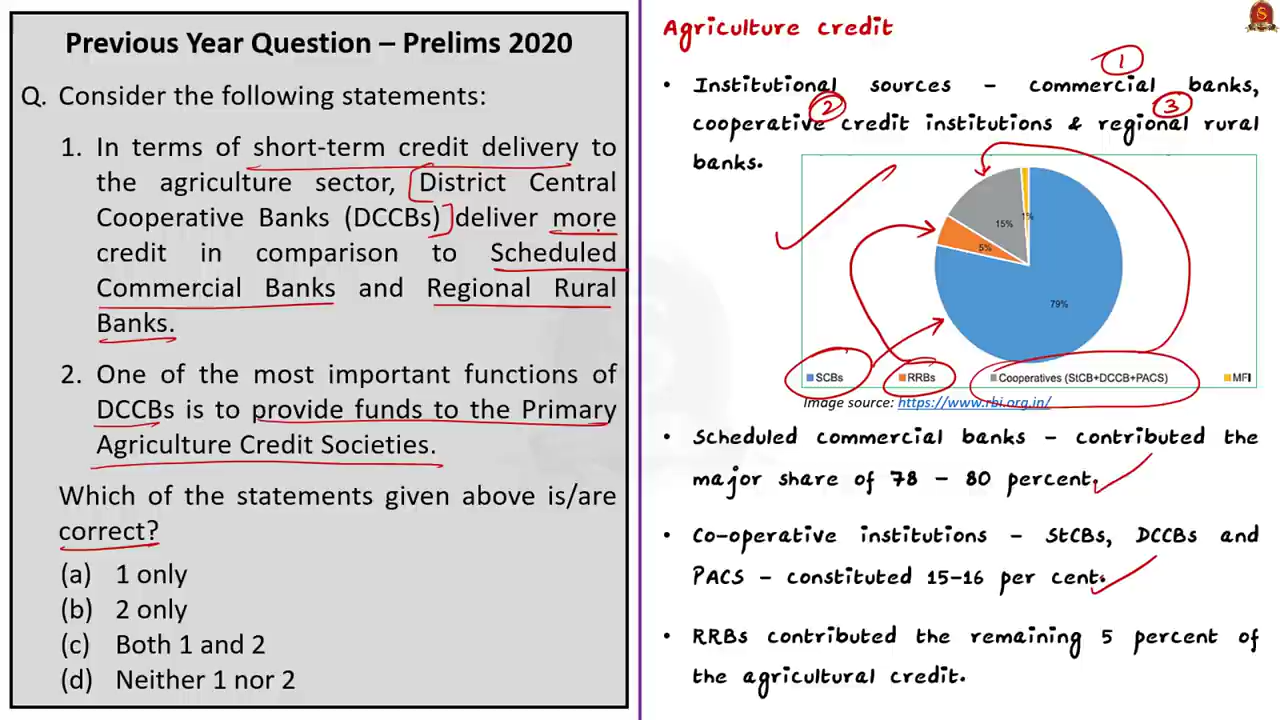 Previous Year Question – Prelims 2020
Q. Consider the following statements:
1. In terms of short-term credit delivery to
the agriculture sector, District Central
Cooperative Banks (DCCBs) deliver more
credit in comparison to Scheduled
Commercial Banks and Regional Rural
Banks.
2. One of the most important functions of
DCCBs is to provide funds to the Primary
Agriculture Credit Societies.
Which of the statements given above is/are
correct?
(a) 1 only
(b) 2 only
(c) Both 1 and 2
(d) Neither 1 nor 2
Agriculture credit
1
• Institutional sources – commercial banks,
2 3
cooperative credit institutions & regional rural
banks.
1%
15%
5%
79%
SCBs RRBs Cooperatives (StCB+DCCB+PACS) MFI
Image source: https://www.rbi.org.in/
• Scheduled commercial banks – contributed the
major share of 78 – 80 percent.
• Co-operative institutions – StCBs, DCCBs and
PACS – constituted 15-16 per cent.
• RRBs contributed the remaining 5 percent of
the agricultural credit.